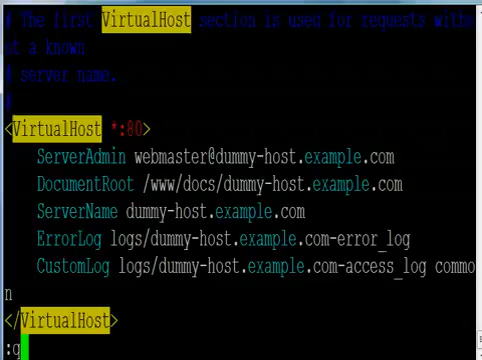 # The first VirtualHost section is used for requests witho
ut a known
# server name.
#
<VirtualHost *:80>
ServerAdmin webmaster@dummy-host.example.com
DocumentRoot /www/docs/dummy-host.example.com
ServerName dummy-host.example.com
ErrorLog logs/dummy-host.example.com-error_log
CustomLog logs/dummy-host.example.com-access_log commo
n
</VirtualHost>
:q